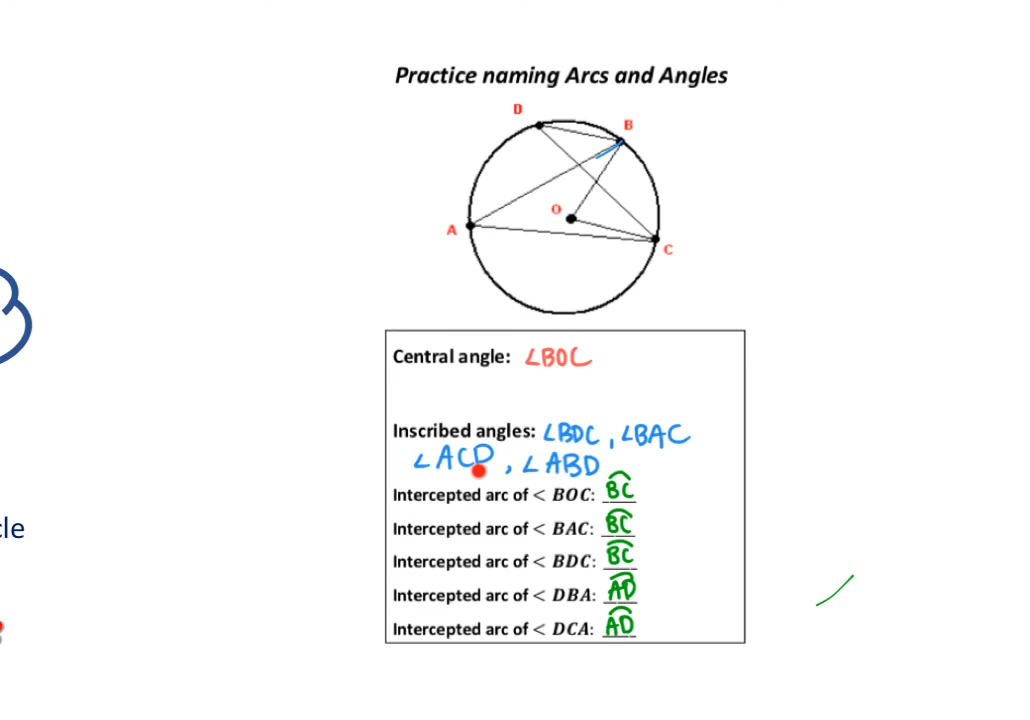 Practice naming Arcs and Angles
D
B
O
A
C
Central angle: ∠BOC
Inscribed angles: ∠BDC, ∠BAC
∠ACD, ∠ABD
Intercepted arc of < BOC: BC
Intercepted arc of < BAC: BC
cle
Intercepted arc of < BDC: BC
Intercepted arc of < DBA: AD
Intercepted arc of < DCA: AD